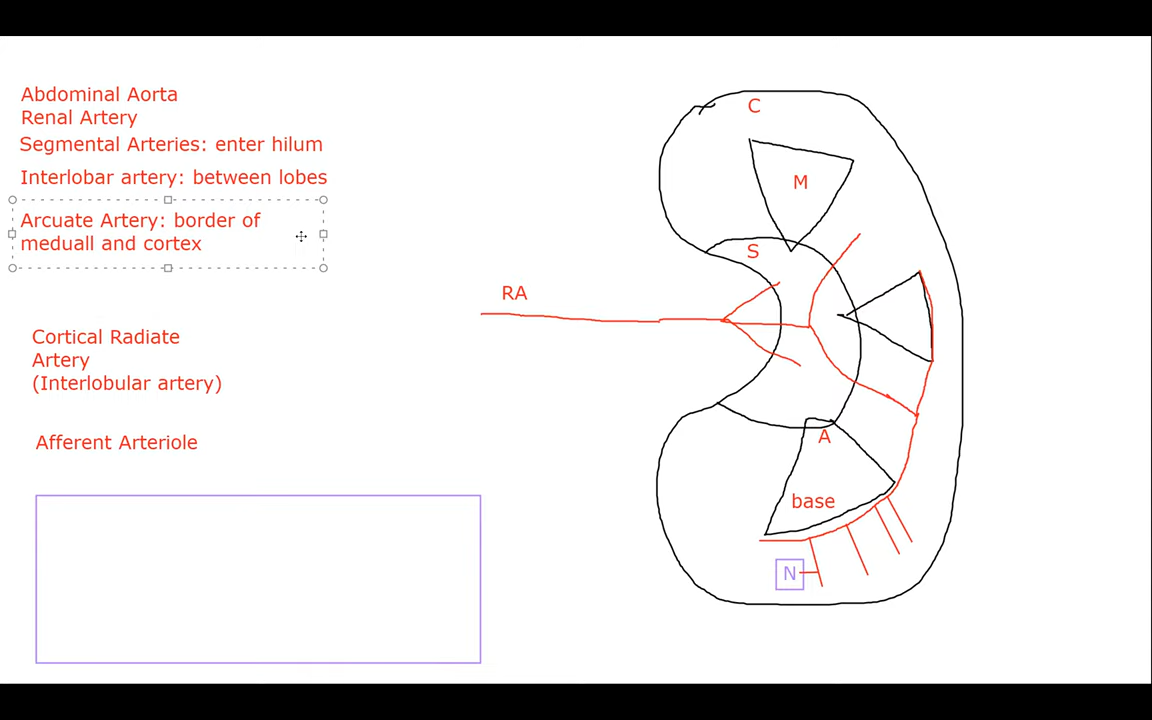 Abdominal Aorta
Renal Artery
Segmental Arteries: enter hilum
Interlobar artery: between lobes
Arcuate Artery: border of
meduall and cortex
Cortical Radiate
Artery
(Interlobular artery)
Afferent Arteriole
RA
C
M
S
A
base
N